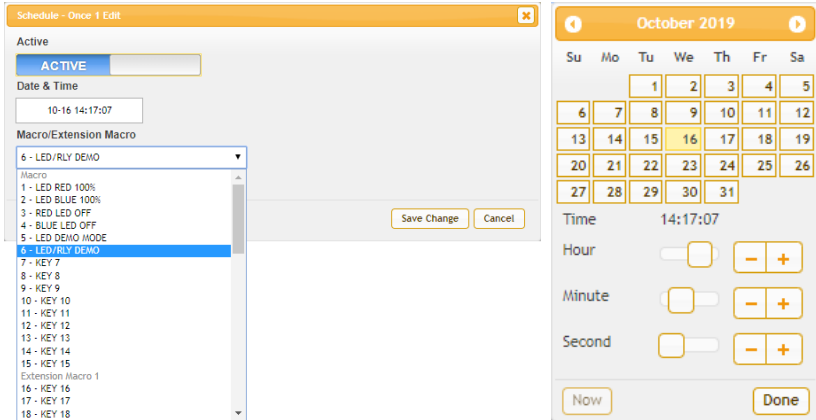 Schedule - Once 1 Edit
Active
ACTIVE
Date & Time
10-16 14:17:07
Macro/Extension Macro
6 - LED/RLY DEMO
Macro
1 - LED RED 100%
2 - LED BLUE 100%
3 - RED LED OFF
4 - BLUE LED OFF
5 - LED DEMO MODE
6 - LED/RLY DEMO
7 - KEY 7
8 - KEY 8
9 - KEY 9
10 - KEY 10
11 - KEY 11
12 - KEY 12
13 - KEY 13
14 - KEY 14
15 - KEY 15
Extension Macro 1
16 - KEY 16
17 - KEY 17
18 - KEY 18
Save Change Cancel
October 2019
Su Mo Tu We Th Fr Sa
1 2 3 4 5
6 7 8 9 10 11 12
13 14 15 16 17 18 19
20 21 22 23 24 25 26
27 28 29 30 31
Time 14:17:07
Hour - +
Minute - +
Second - +
Now Done